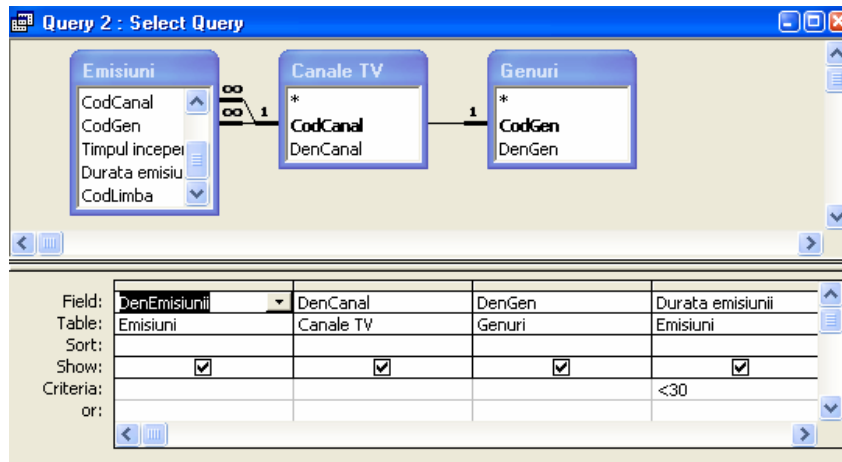 Query 2 : Select Query
Emisiuni
CodCanal
CodGen
Timpul inceper
Durata emisiu
CodLimba
∞
∞
1
Canale TV
*
CodCanal
DenCanal
1
Genuri
*
CodGen
DenGen
Field: DenEmisiunii DenCanal DenGen Durata emisiunii
Table: Emisiuni Canale TV Genuri Emisiuni
Sort:
Show:
Criteria: <30
or: